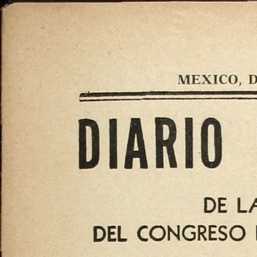 MEXICO, D
DIARIO
DE LA
DEL CONGRESO